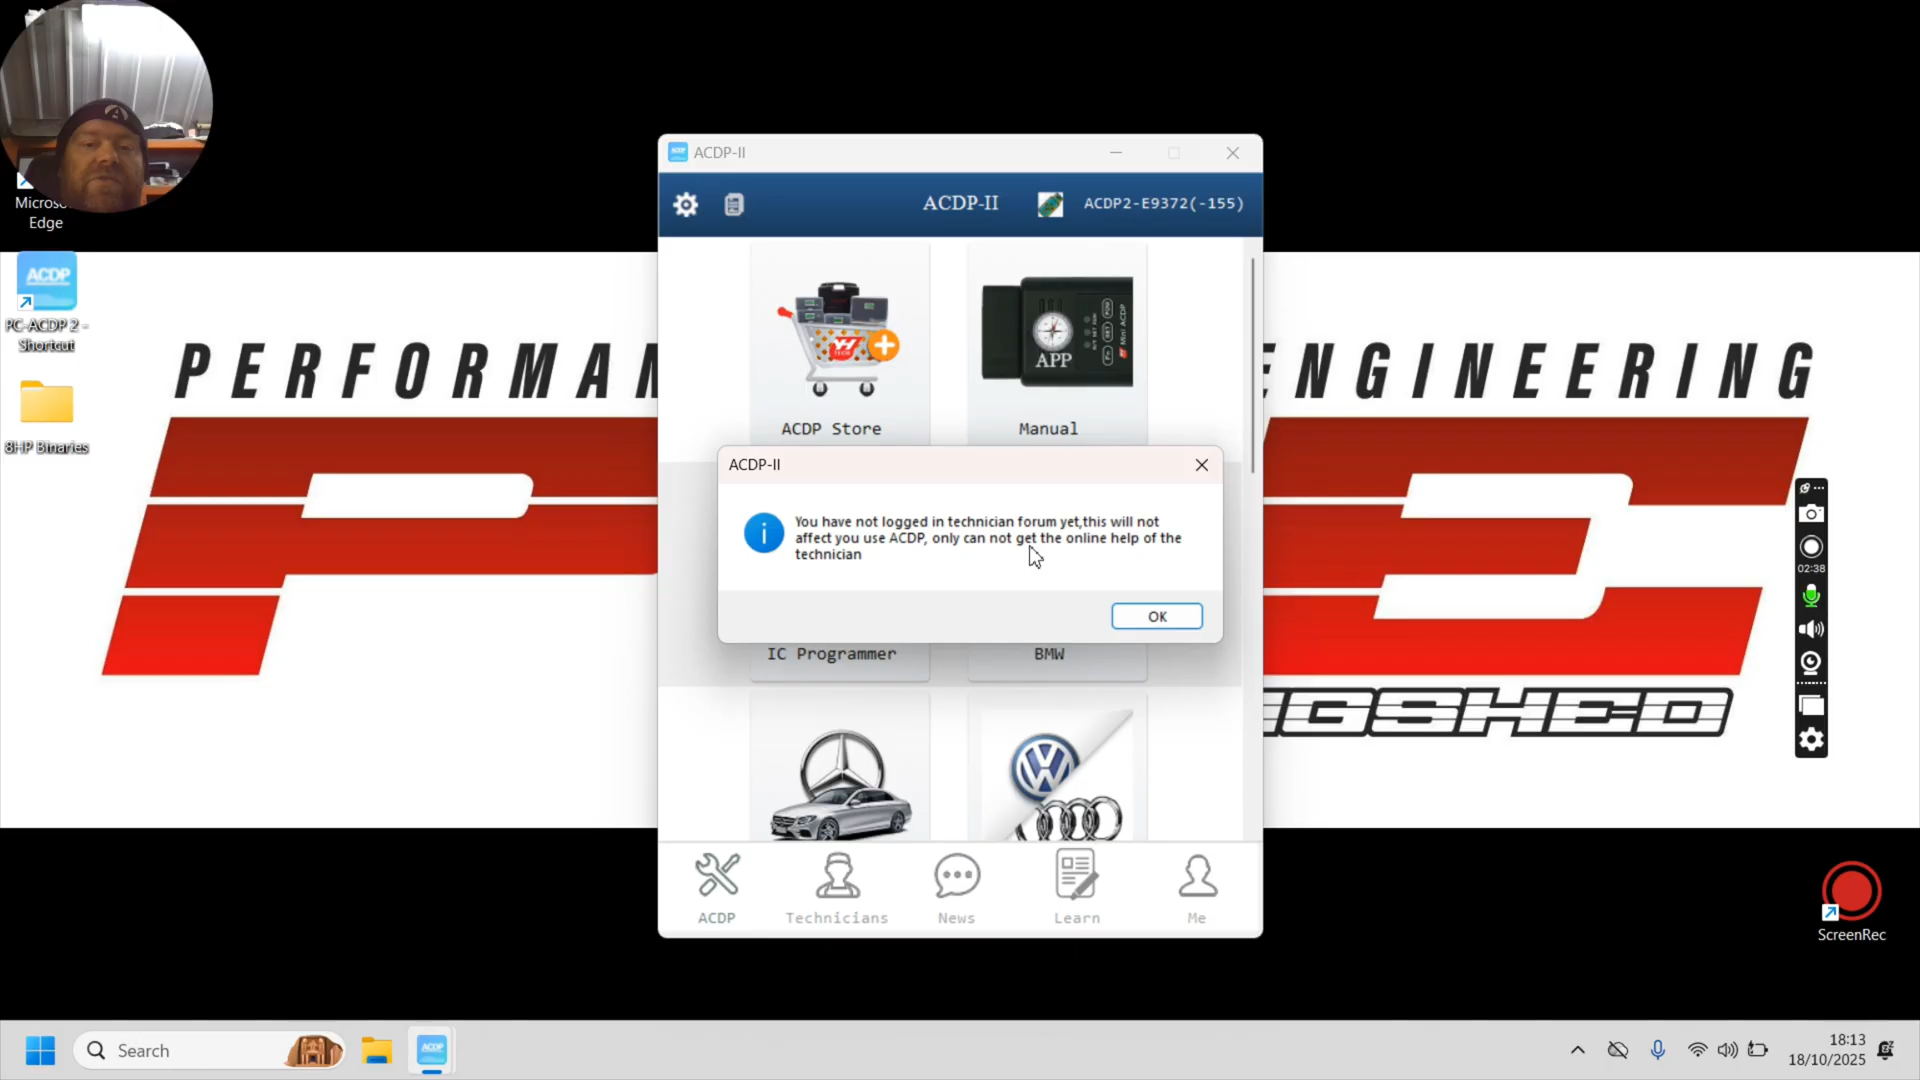 Edge
PC-ACDP 2 -
Shortcut
8HP Binaries
PERFORMAN
ENGINEERING
ACDP-II
ACDP-II
ACDP2-E9372(-155)
APP
Mini ACDP
ACDP Store
Manual
ACDP-II
You have not logged in technician forum yet,this will not
affect you use ACDP, only can not get the online help of the
technician
OK
IC Programmer
BMW
ACDP
Technicians
News
Learn
Me
02:38
ScreenRec
Search
18:13
18/10/2025